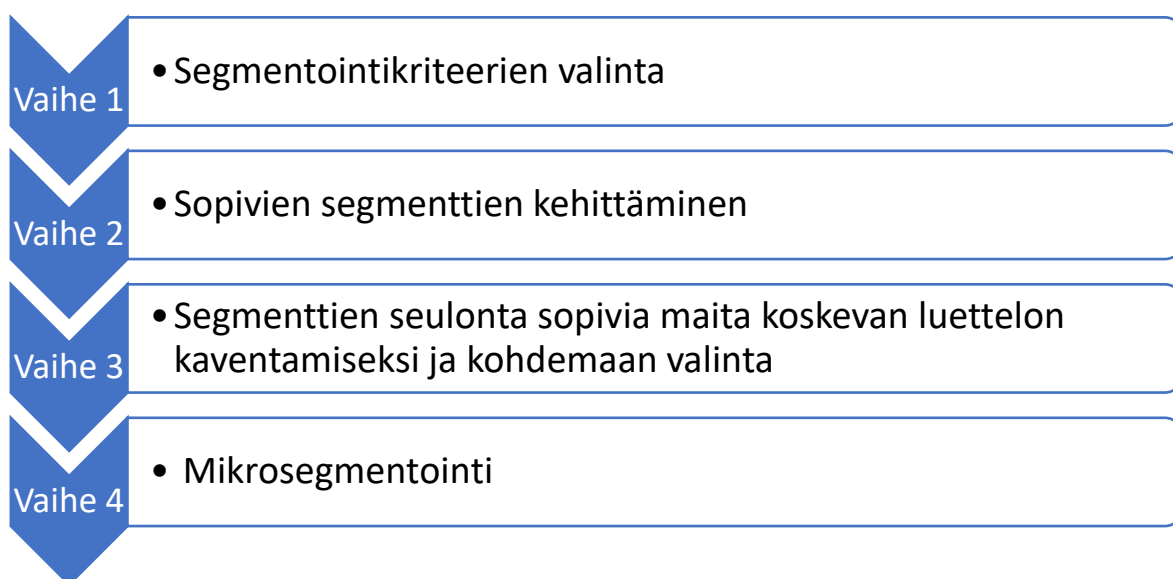 Vaihe 1
• Segmentointikriteerien valinta
Vaihe 2
• Sopivien segmenttien kehittäminen
Vaihe 3
• Segmenttien seulonta sopivia maita koskevan luettelon
kaventamiseksi ja kohdemaan valinta
Vaihe 4
• Mikrosegmentointi